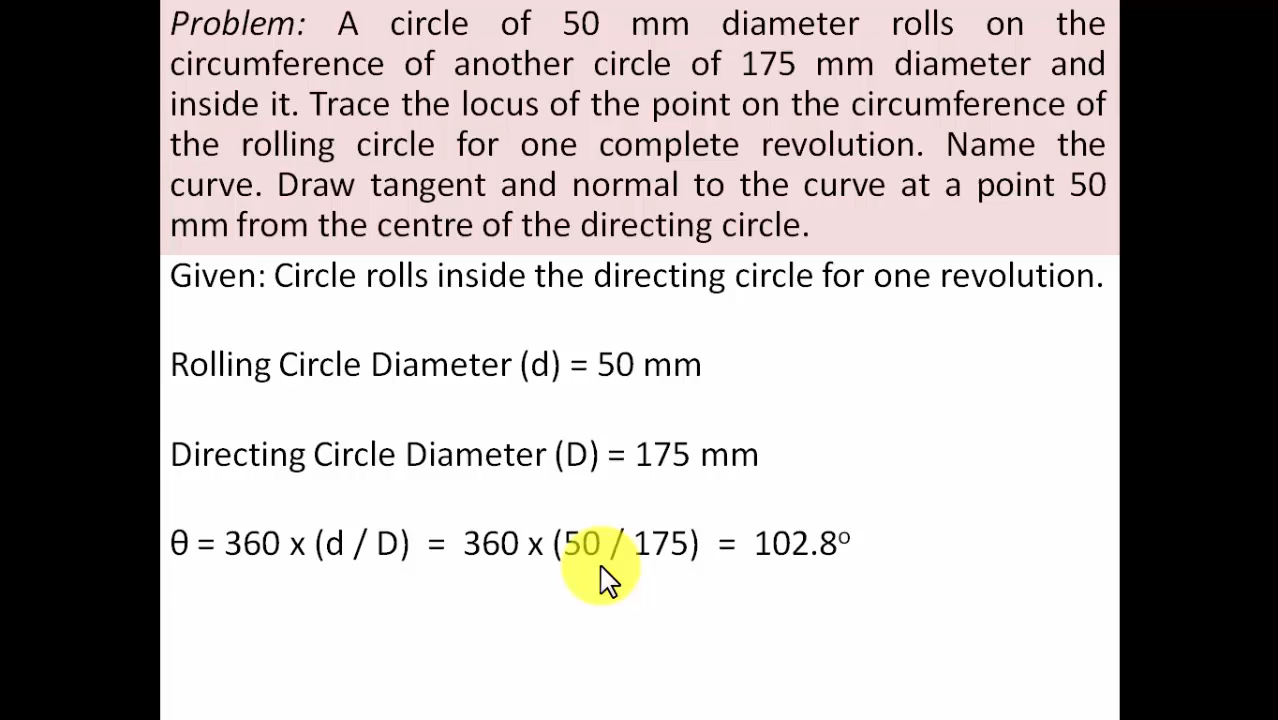 Problem: A circle of 50 mm diameter rolls on the
circumference of another circle of 175 mm diameter and
inside it. Trace the locus of the point on the circumference of
the rolling circle for one complete revolution. Name the
curve. Draw tangent and normal to the curve at a point 50
mm from the centre of the directing circle.
Given: Circle rolls inside the directing circle for one revolution.
Rolling Circle Diameter (d) = 50 mm
Directing Circle Diameter (D) = 175 mm
θ = 360 x (d / D) = 360 x (50 / 175) = 102.8º